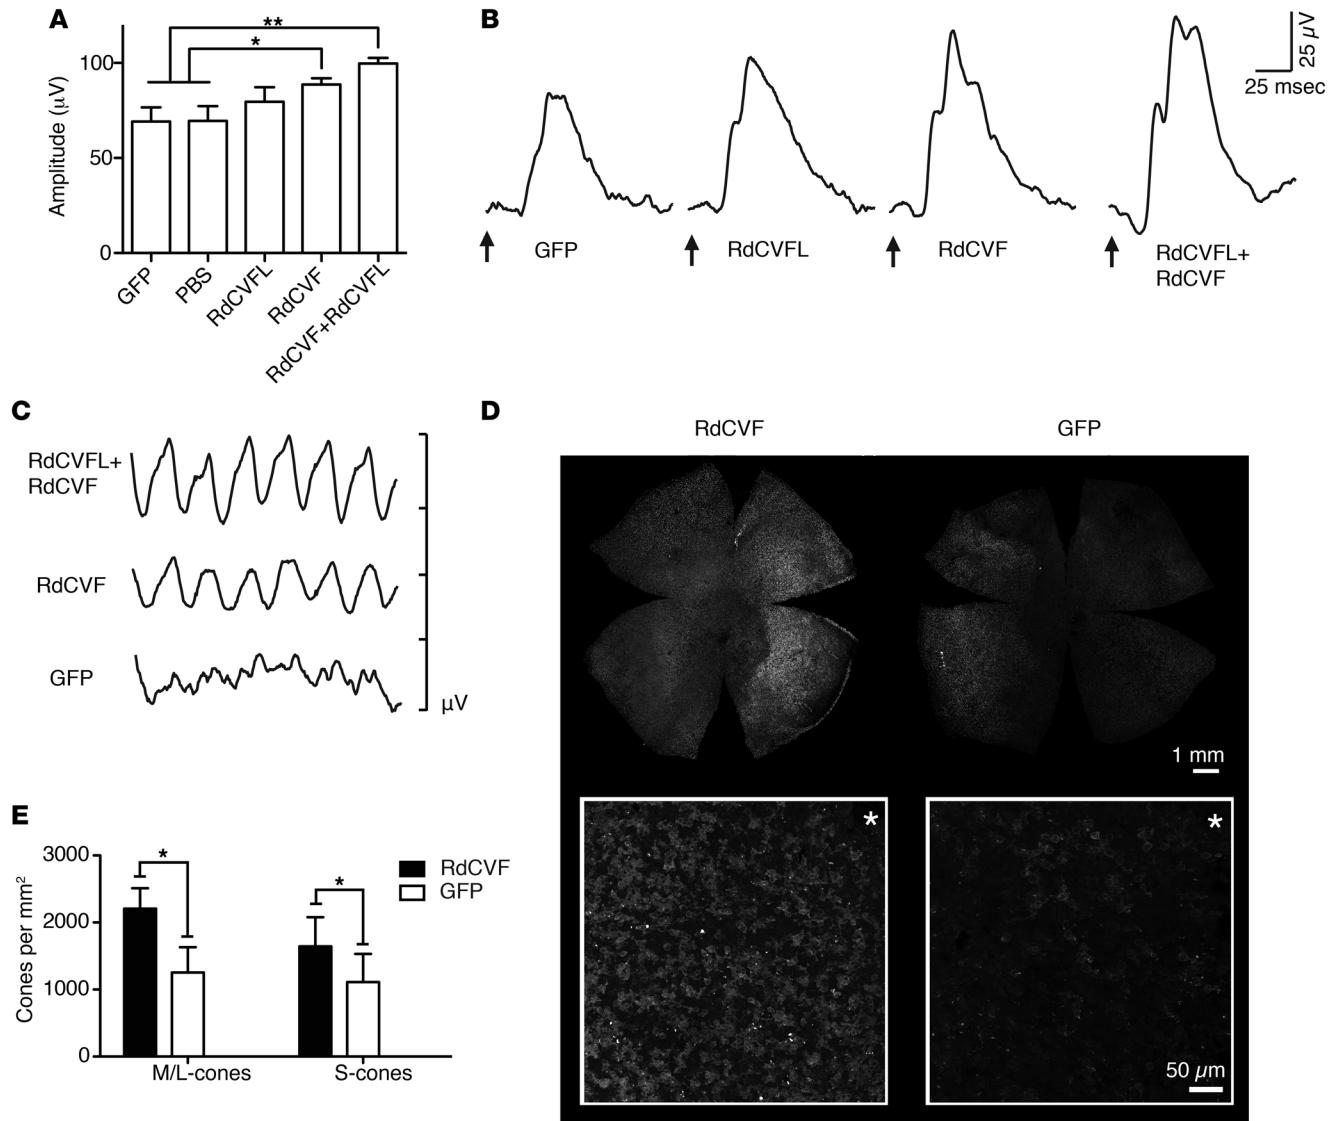 A
**
*
100
50
0
Amplitude (µV)
GFP
PBS
RdCVFL
RdCVF
RdCVF+RdCVFL
B
25 µV
25 msec
GFP
RdCVFL
RdCVF
RdCVFL+
RdCVF
C
RdCVFL+
RdCVF
RdCVF
GFP
µV
D
RdCVF
GFP
1 mm
*
*
50 µm
E
3000
2000
1000
0
Cones per mm²
*
*
RdCVF
GFP
M/L-cones
S-cones